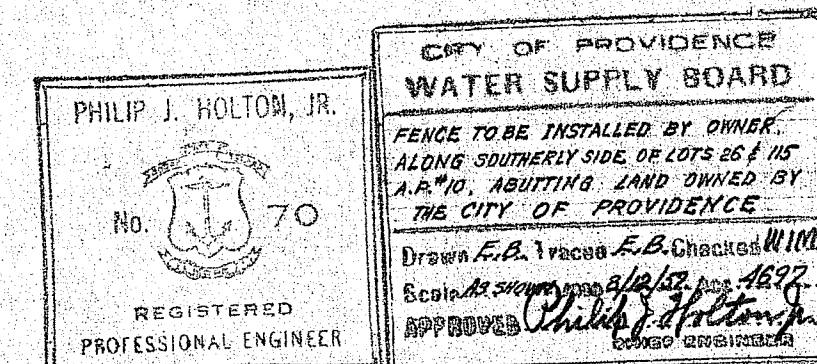 PHILIP J. HOLTON, JR.
No. 70
REGISTERED
PROFESSIONAL ENGINEER
CITY OF PROVIDENCE
WATER SUPPLY BOARD
FENCE TO BE INSTALLED BY OWNER,
ALONG SOUTHERLY SIDE OF LOTS 26 & 115
A.P.#10, ABUTTING LAND OWNED BY
THE CITY OF PROVIDENCE
Drawn E.B. Traced E.B. Checked WIM
Scale As SHOWN Acc. 4697
APPROVED Philip J. Holton Jr.
CHIEF ENGINEER